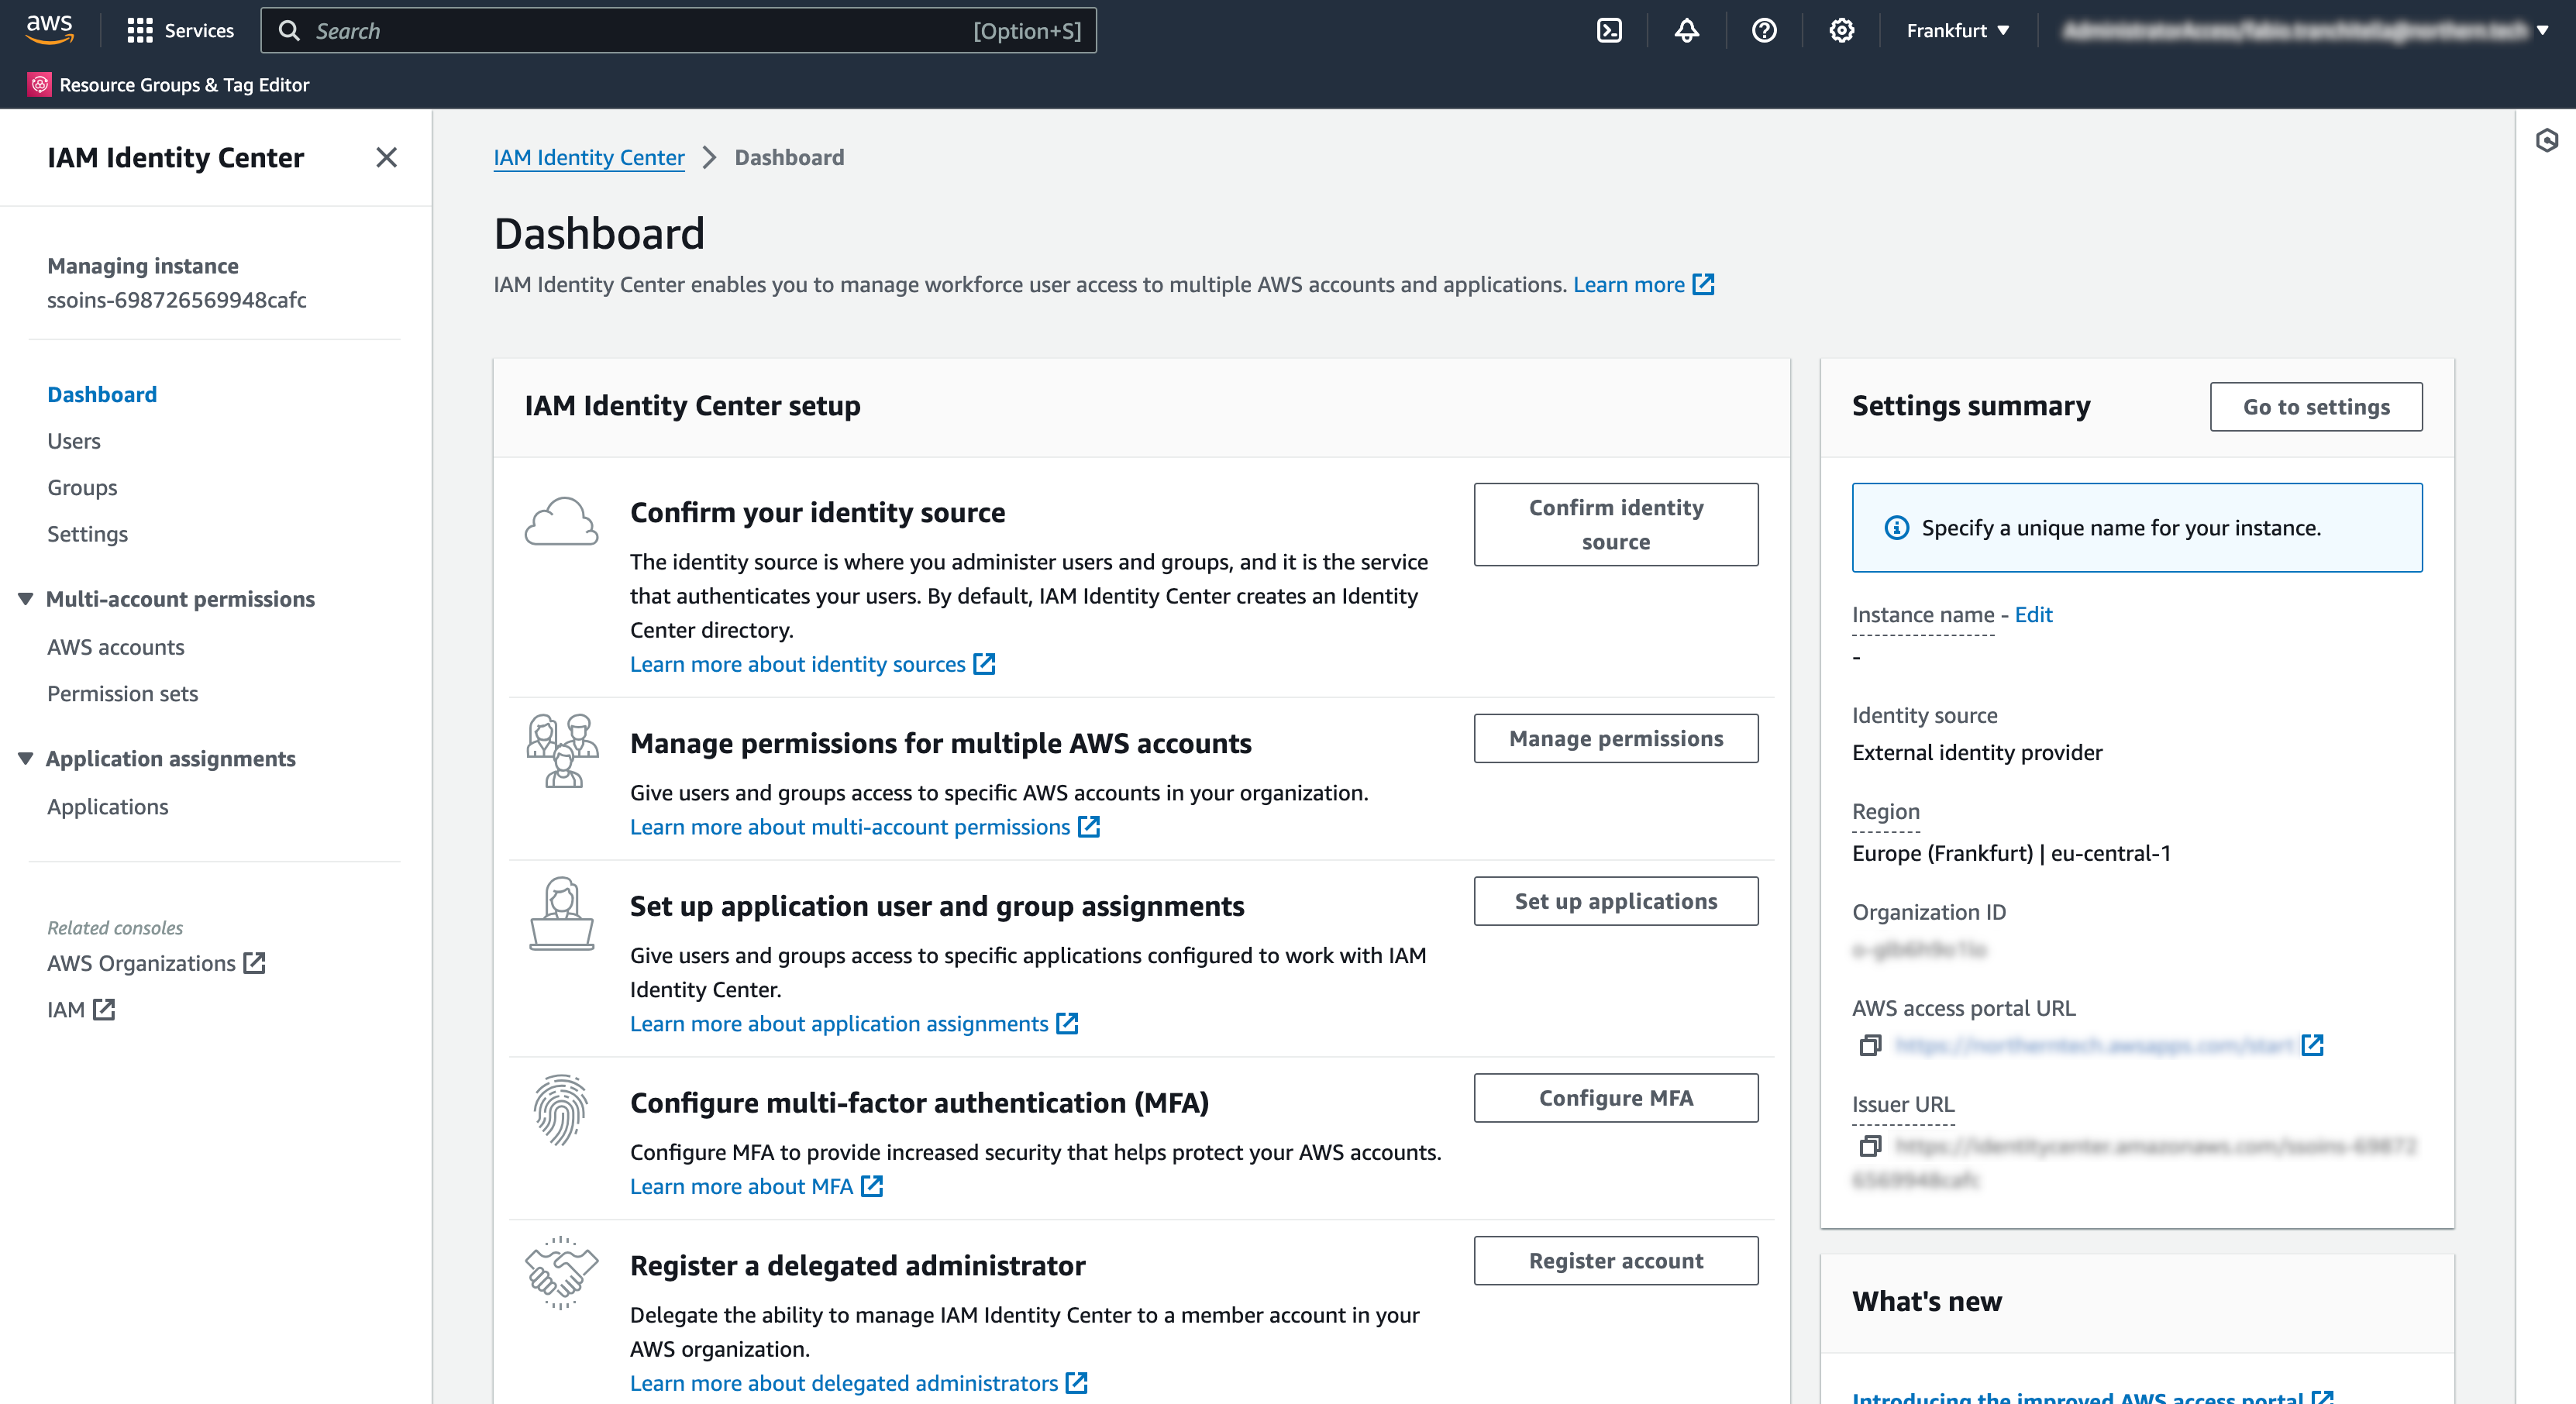 aws
Services
Search
[Option+S]
Frankfurt
Resource Groups & Tag Editor
IAM Identity Center
Managing instance
ssoins-698726569948cafc
Dashboard
Users
Groups
Settings
Multi-account permissions
AWS accounts
Permission sets
Application assignments
Applications
Related consoles
AWS Organizations
IAM
IAM Identity Center > Dashboard
Dashboard
IAM Identity Center enables you to manage workforce user access to multiple AWS accounts and applications. Learn more
IAM Identity Center setup
Confirm your identity source
The identity source is where you administer users and groups, and it is the service
that authenticates your users. By default, IAM Identity Center creates an Identity
Center directory.
Learn more about identity sources
Confirm identity
source
Manage permissions for multiple AWS accounts
Give users and groups access to specific AWS accounts in your organization.
Learn more about multi-account permissions
Manage permissions
Set up application user and group assignments
Give users and groups access to specific applications configured to work with IAM
Identity Center.
Learn more about application assignments
Set up applications
Configure multi-factor authentication (MFA)
Configure MFA to provide increased security that helps protect your AWS accounts.
Learn more about MFA
Configure MFA
Register a delegated administrator
Delegate the ability to manage IAM Identity Center to a member account in your
AWS organization.
Learn more about delegated administrators
Register account
Settings summary
Go to settings
Specify a unique name for your instance.
Instance name - Edit
-
Identity source
External identity provider
Region
Europe (Frankfurt) | eu-central-1
Organization ID
AWS access portal URL
Issuer URL
What's new
Introducing the improved AWS access portal